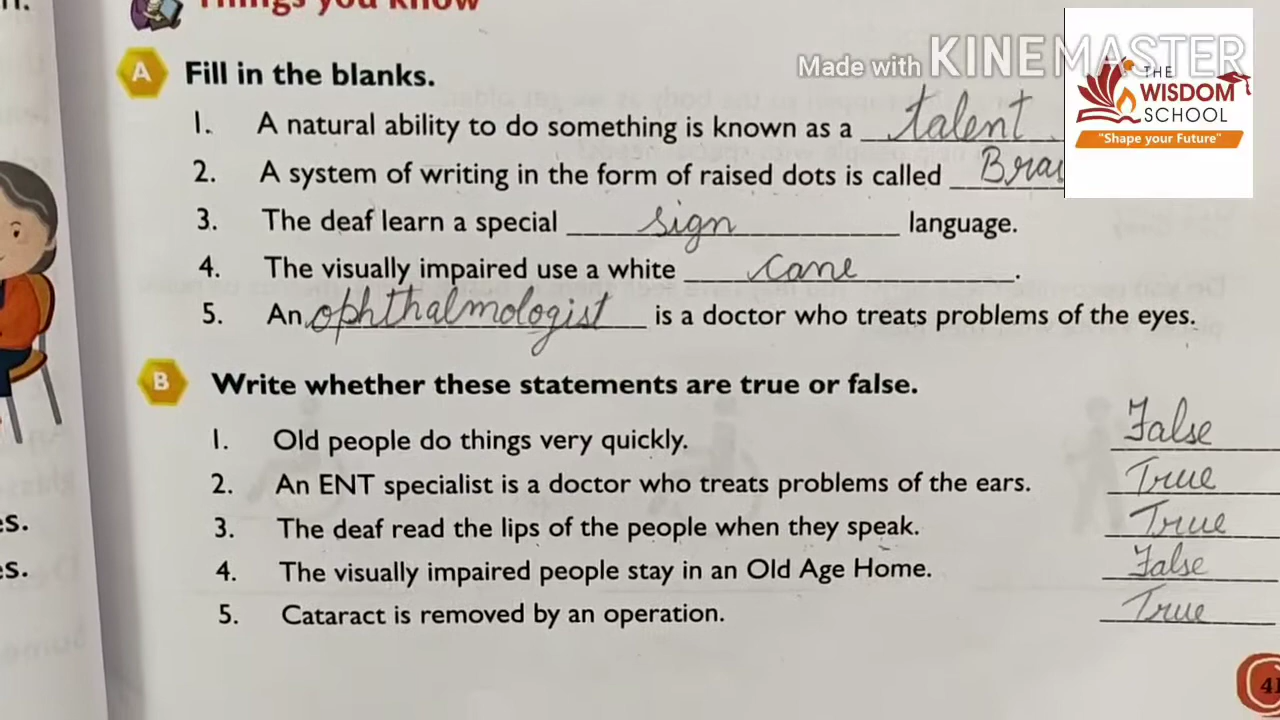 Things you know
Made with KINEMASTER
THE
WISDOM
SCHOOL
"Shape your Future"
A Fill in the blanks.
1. A natural ability to do something is known as a talent
2. A system of writing in the form of raised dots is called
3. The deaf learn a special sign language.
4. The visually impaired use a white cane.
5. An ophthalmologist is a doctor who treats problems of the eyes.
B Write whether these statements are true or false.
1. Old people do things very quickly. False
2. An ENT specialist is a doctor who treats problems of the ears. True
3. The deaf read the lips of the people when they speak. True
4. The visually impaired people stay in an Old Age Home. False
5. Cataract is removed by an operation. True
es.
es.